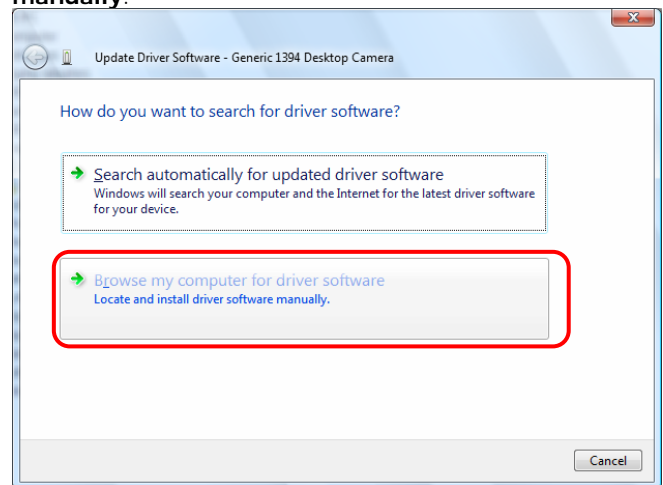 manually.
Update Driver Software - Generic 1394 Desktop Camera
How do you want to search for driver software?
Search automatically for updated driver software
Windows will search your computer and the Internet for the latest driver software
for your device.
Browse my computer for driver software
Locate and install driver software manually.
Cancel